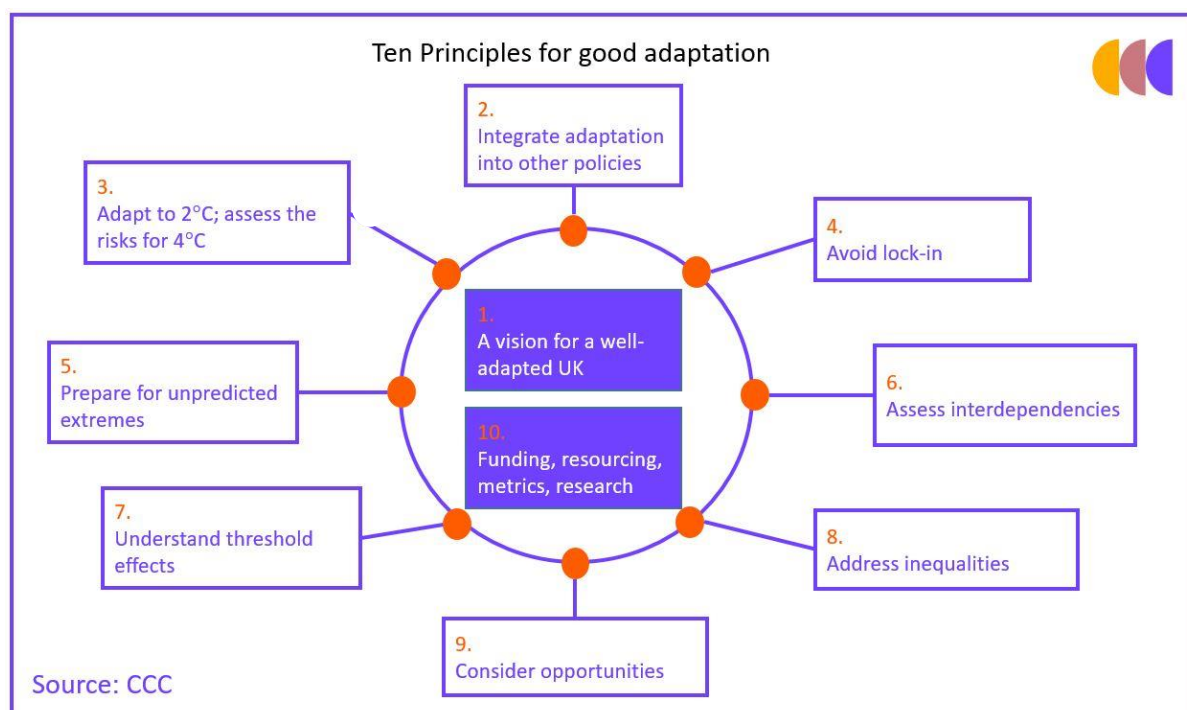 Ten Principles for good adaptation
2.
Integrate adaptation
into other policies
3.
Adapt to 2°C; assess the
risks for 4°C
4.
Avoid lock-in
1.
A vision for a well-
adapted UK
5.
Prepare for unpredicted
extremes
6.
Assess interdependencies
10.
Funding, resourcing,
metrics, research
7.
Understand threshold
effects
8.
Address inequalities
9.
Consider opportunities
Source: CCC